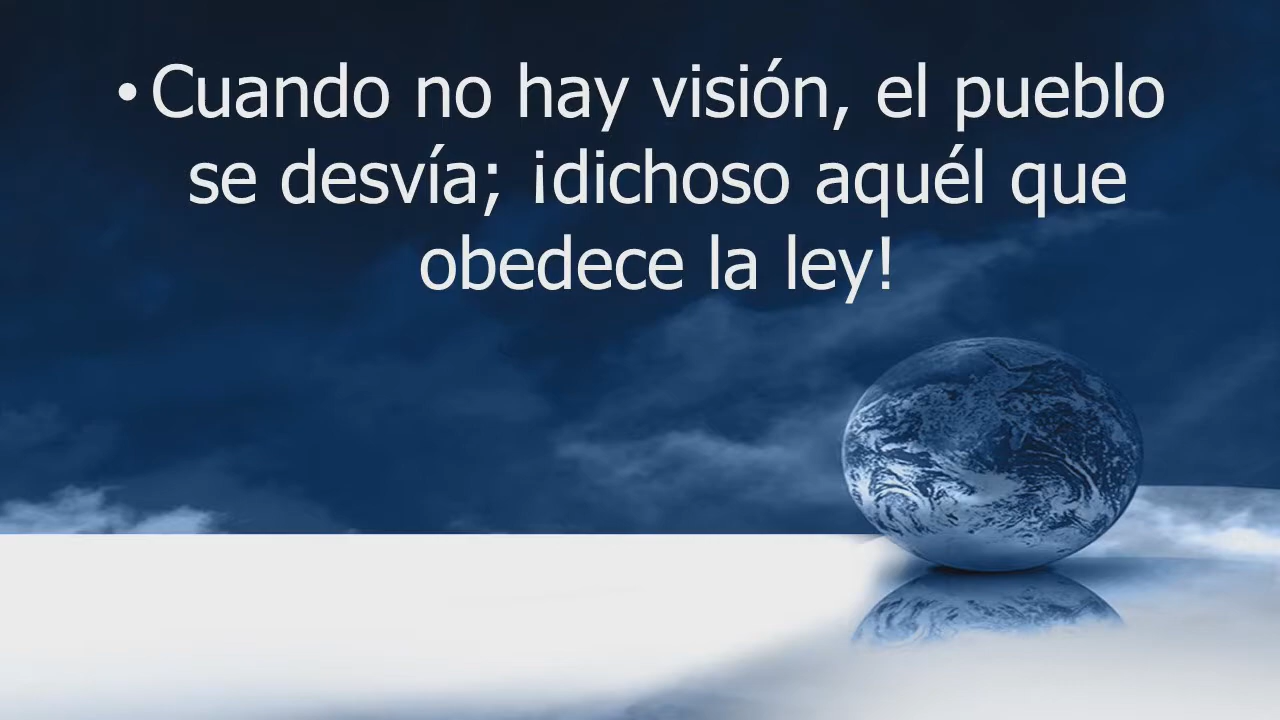 • Cuando no hay visión, el pueblo
se desvía; ¡dichoso aquél que
obedece la ley!